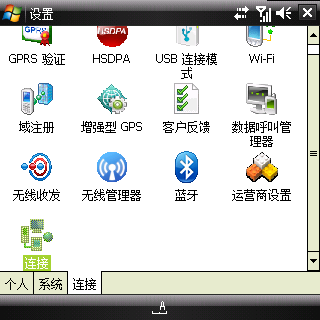 设置
GPRS
HSDPA
GPRS 验证
HSDPA
USB 连接模
式
Wi-Fi
域注册
增强型 GPS
客户反馈
数据呼叫管
理器
无线收发
无线管理器
蓝牙
运营商设置
连接
个人
系统
连接
A